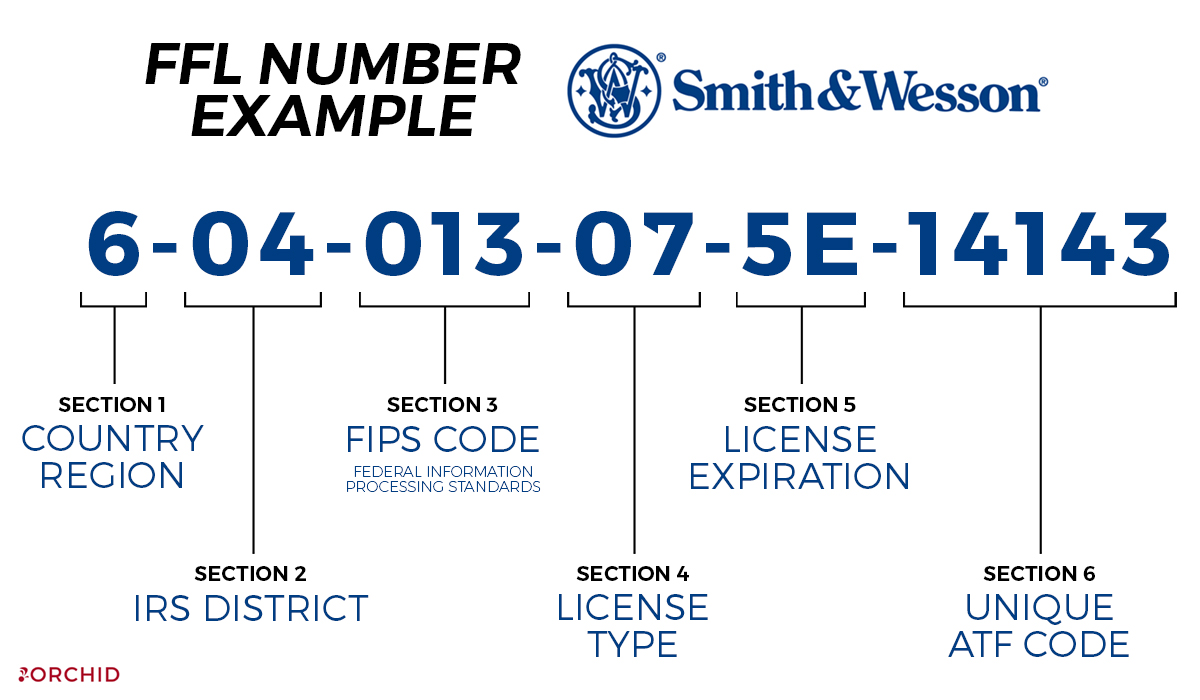 FFL NUMBER
EXAMPLE
Smith & Wesson®
6-04-013-07-5E-14143
SECTION 1
COUNTRY
REGION
SECTION 2
IRS DISTRICT
SECTION 3
FIPS CODE
FEDERAL INFORMATION
PROCESSING STANDARDS
SECTION 4
LICENSE
TYPE
SECTION 5
LICENSE
EXPIRATION
SECTION 6
UNIQUE
ATF CODE
ORCHID